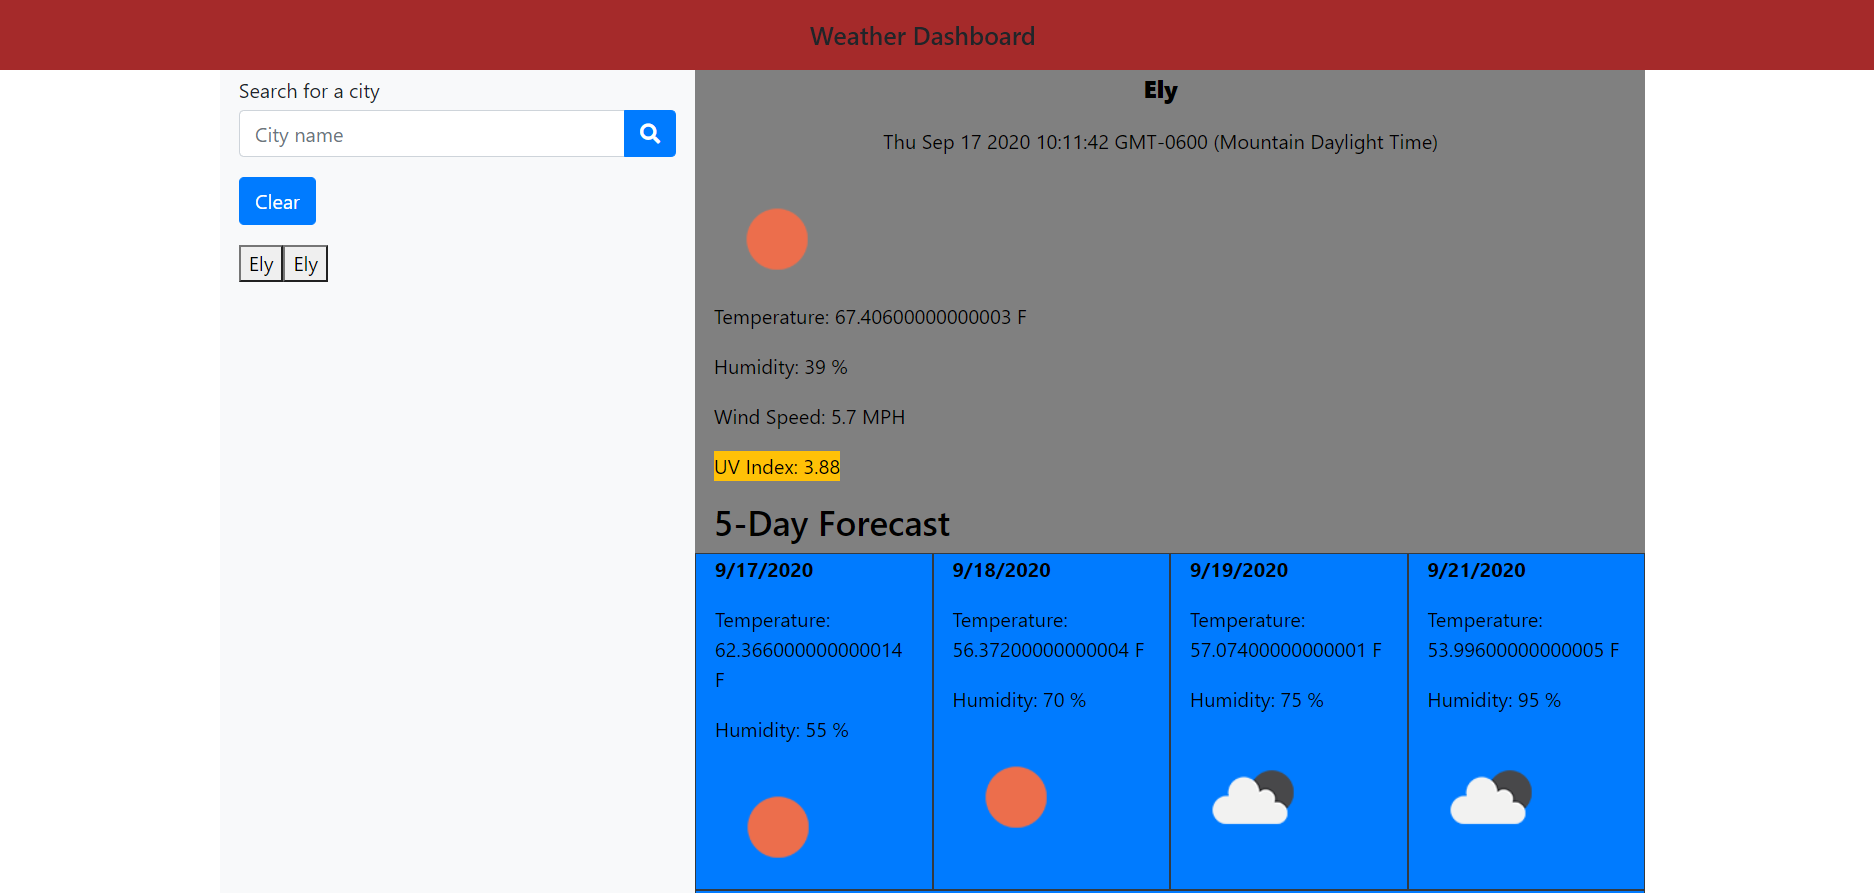 Weather Dashboard
Search for a city
City name
Clear
Ely Ely
Ely
Thu Sep 17 2020 10:11:42 GMT-0600 (Mountain Daylight Time)
Temperature: 67.40600000000003 F
Humidity: 39 %
Wind Speed: 5.7 MPH
UV Index: 3.88
5-Day Forecast
9/17/2020
Temperature:
62.366000000000014
F
Humidity: 55 %
9/18/2020
Temperature:
56.37200000000004 F
Humidity: 70 %
9/19/2020
Temperature:
57.07400000000001 F
Humidity: 75 %
9/21/2020
Temperature:
53.99600000000005 F
Humidity: 95 %